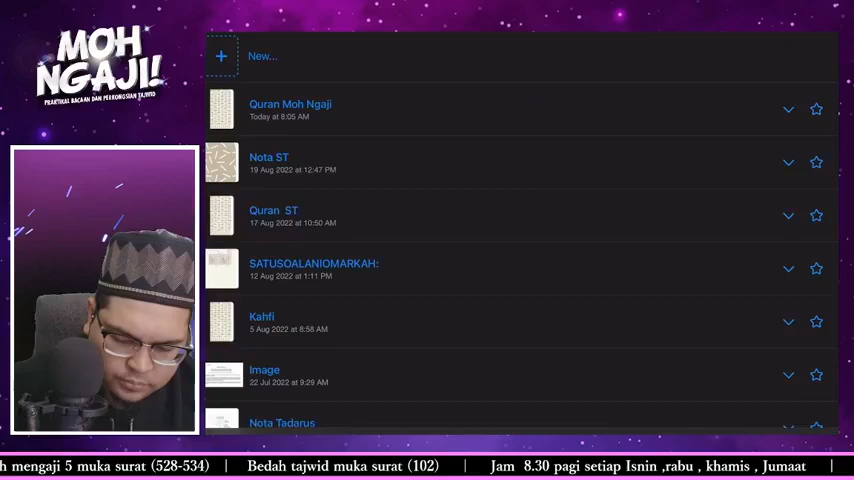 MOH
NGAJI!
PRAKTIKAL BACAAN DAN PERKONGSIAN TAJWID
New...
Quran Moh Ngaji
Today at 8:05 AM
Nota ST
19 Aug 2022 at 12:47 PM
Quran ST
17 Aug 2022 at 10:50 AM
SATUSOALANIOMARKAH:
12 Aug 2022 at 1:11 PM
Kahfi
5 Aug 2022 at 8:58 AM
Image
22 Jul 2022 at 9:29 AM
Nota Tadarus
h mengaji 5 muka surat (528-534) | Bedah tajwid muka surat (102) | Jam 8.30 pagi setiap Isnin ,rabu , khamis , Jumaat |